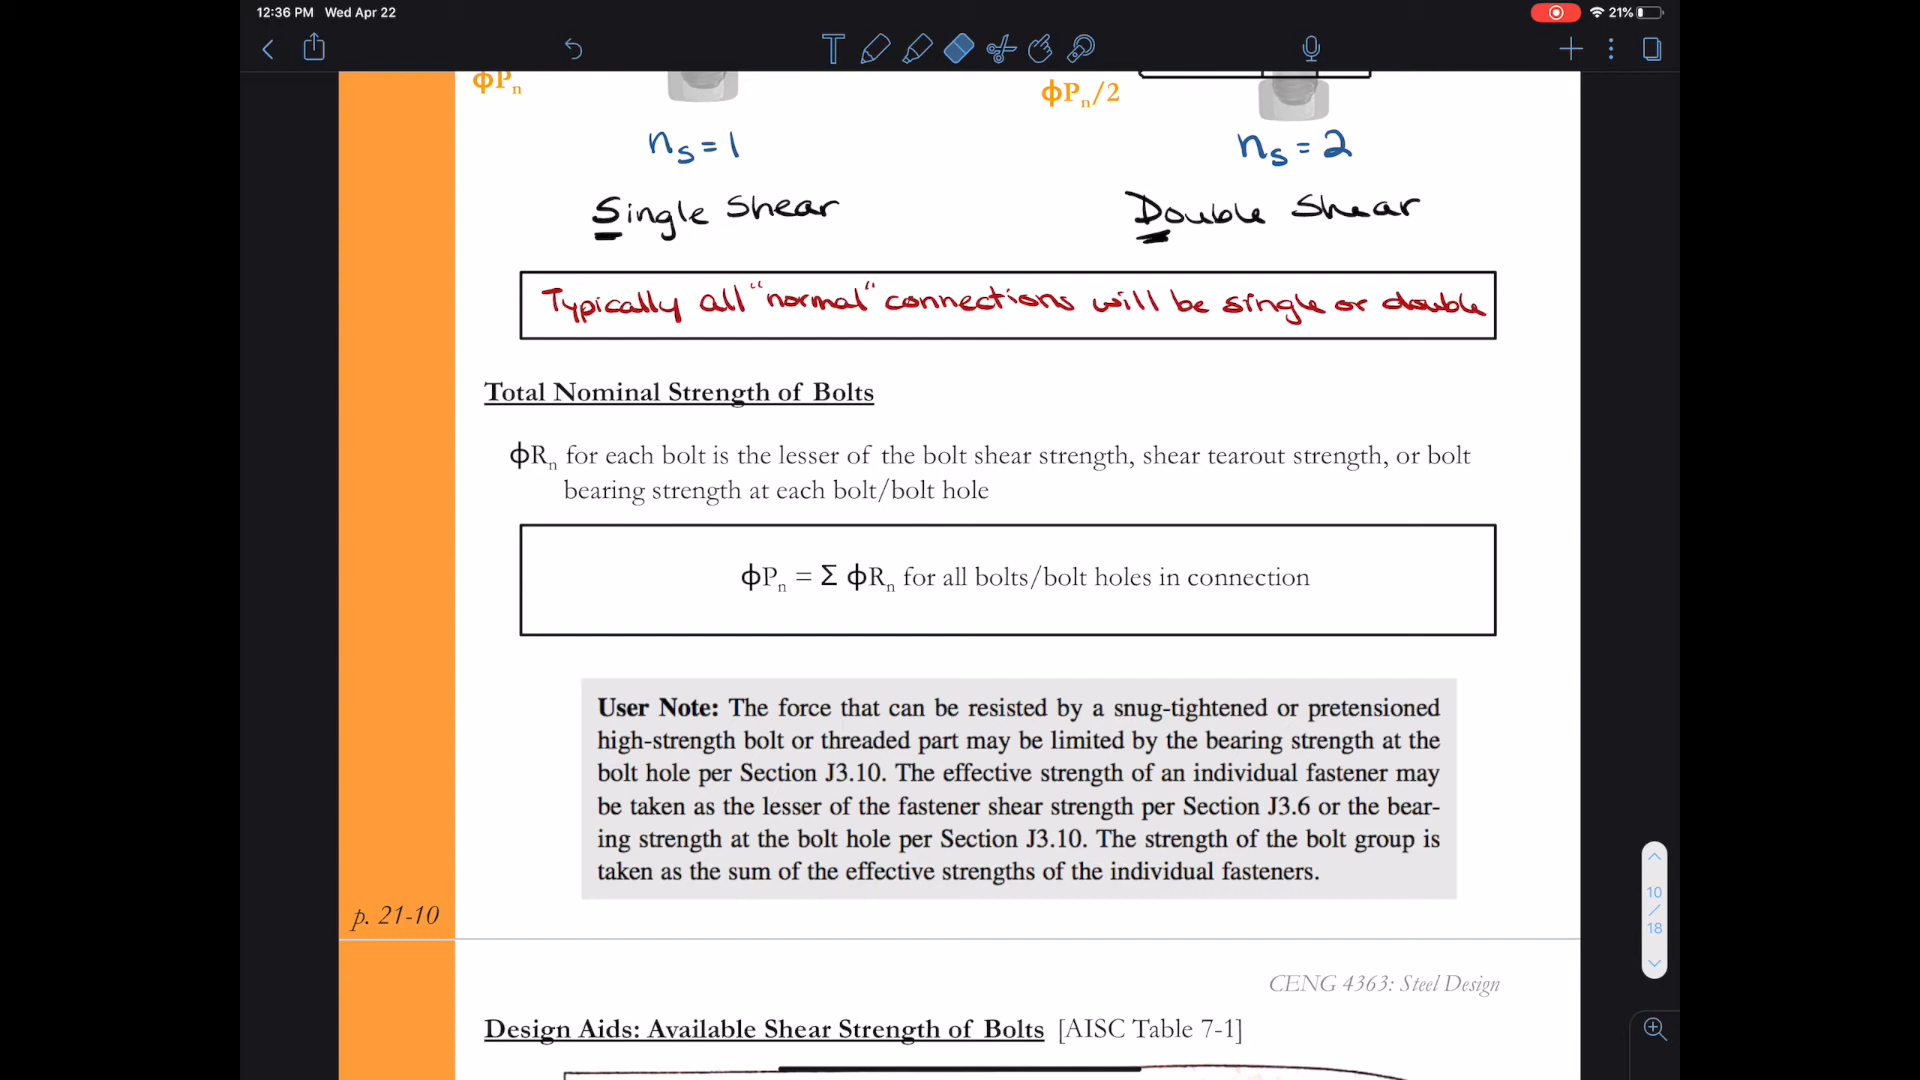 12:36 PM Wed Apr 22
21%
T
ϕPn
ϕPn/2
ns = 1
ns = 2
Single Shear
Double Shear
Typically all "normal" connections will be single or double
Total Nominal Strength of Bolts
ϕRn for each bolt is the lesser of the bolt shear strength, shear tearout strength, or bolt
bearing strength at each bolt/bolt hole
ϕPn = Σ ϕRn for all bolts/bolt holes in connection
User Note: The force that can be resisted by a snug-tightened or pretensioned
high-strength bolt or threaded part may be limited by the bearing strength at the
bolt hole per Section J3.10. The effective strength of an individual fastener may
be taken as the lesser of the fastener shear strength per Section J3.6 or the bear-
ing strength at the bolt hole per Section J3.10. The strength of the bolt group is
taken as the sum of the effective strengths of the individual fasteners.
10
/
18
p. 21-10
CENG 4363: Steel Design
Design Aids: Available Shear Strength of Bolts [AISC Table 7-1]